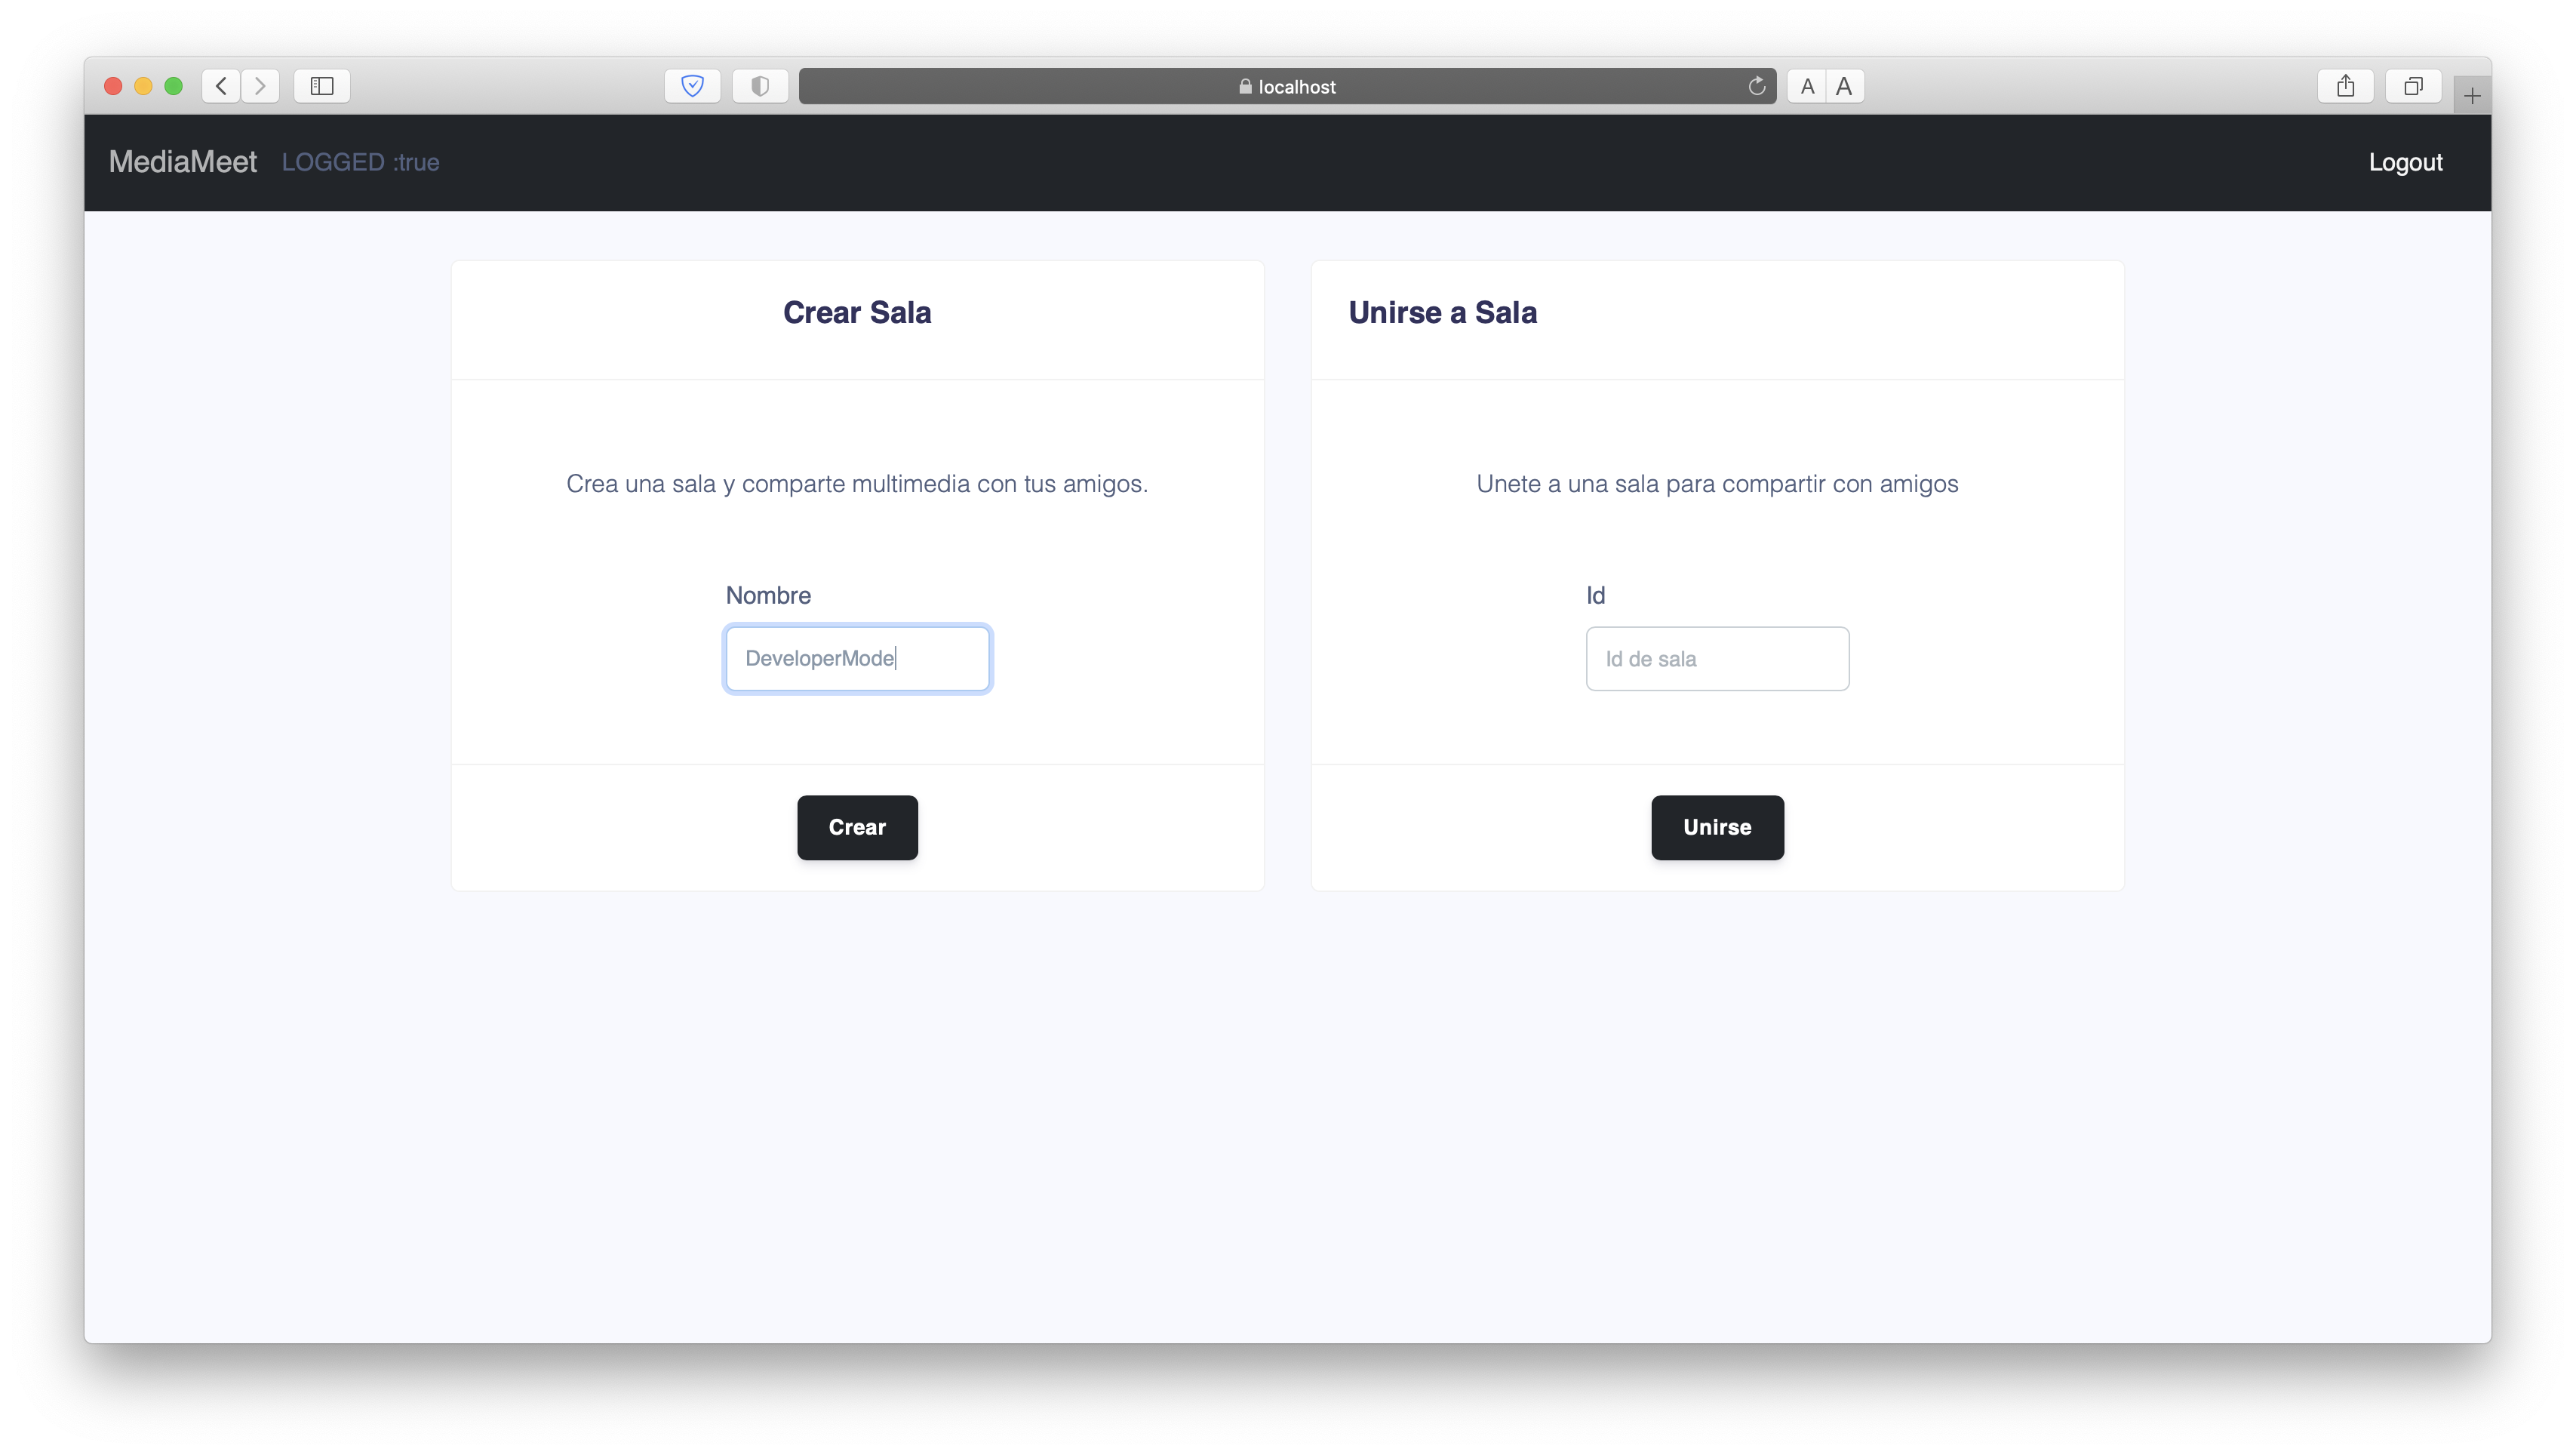 localhost
A A
MediaMeet LOGGED :true Logout
Crear Sala
Crea una sala y comparte multimedia con tus amigos.
Nombre
DeveloperMode
Crear
Unirse a Sala
Unete a una sala para compartir con amigos
Id
Id de sala
Unirse